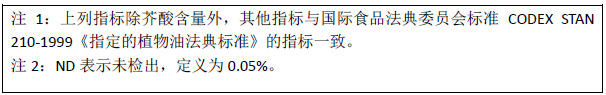 注 1：上列指标除芥酸含量外，其他指标与国际食品法典委员会标准 CODEX STAN
210-1999《指定的植物油法典标准》的指标一致。
注 2：ND 表示未检出，定义为 0.05%。